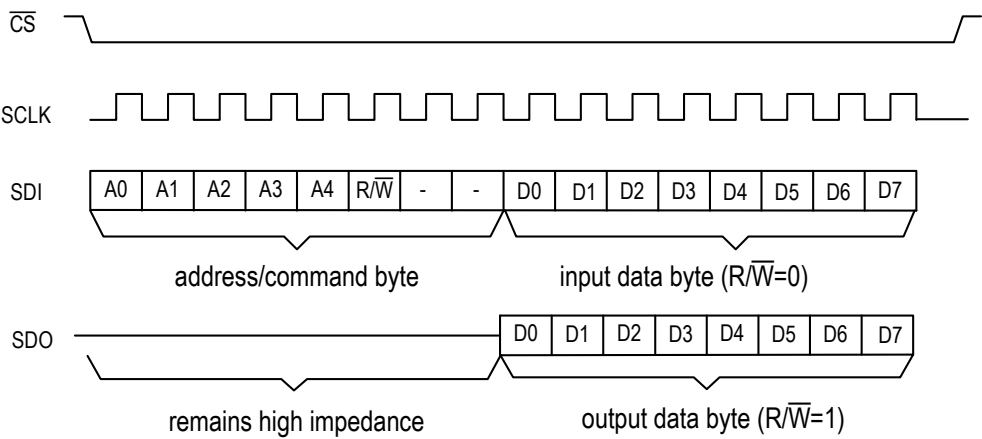 C̅S̅
SCLK
SDI A0 A1 A2 A3 A4 R/W̅ - - D0 D1 D2 D3 D4 D5 D6 D7
address/command byte input data byte (R/W̅=0)
SDO D0 D1 D2 D3 D4 D5 D6 D7
remains high impedance output data byte (R/W̅=1)